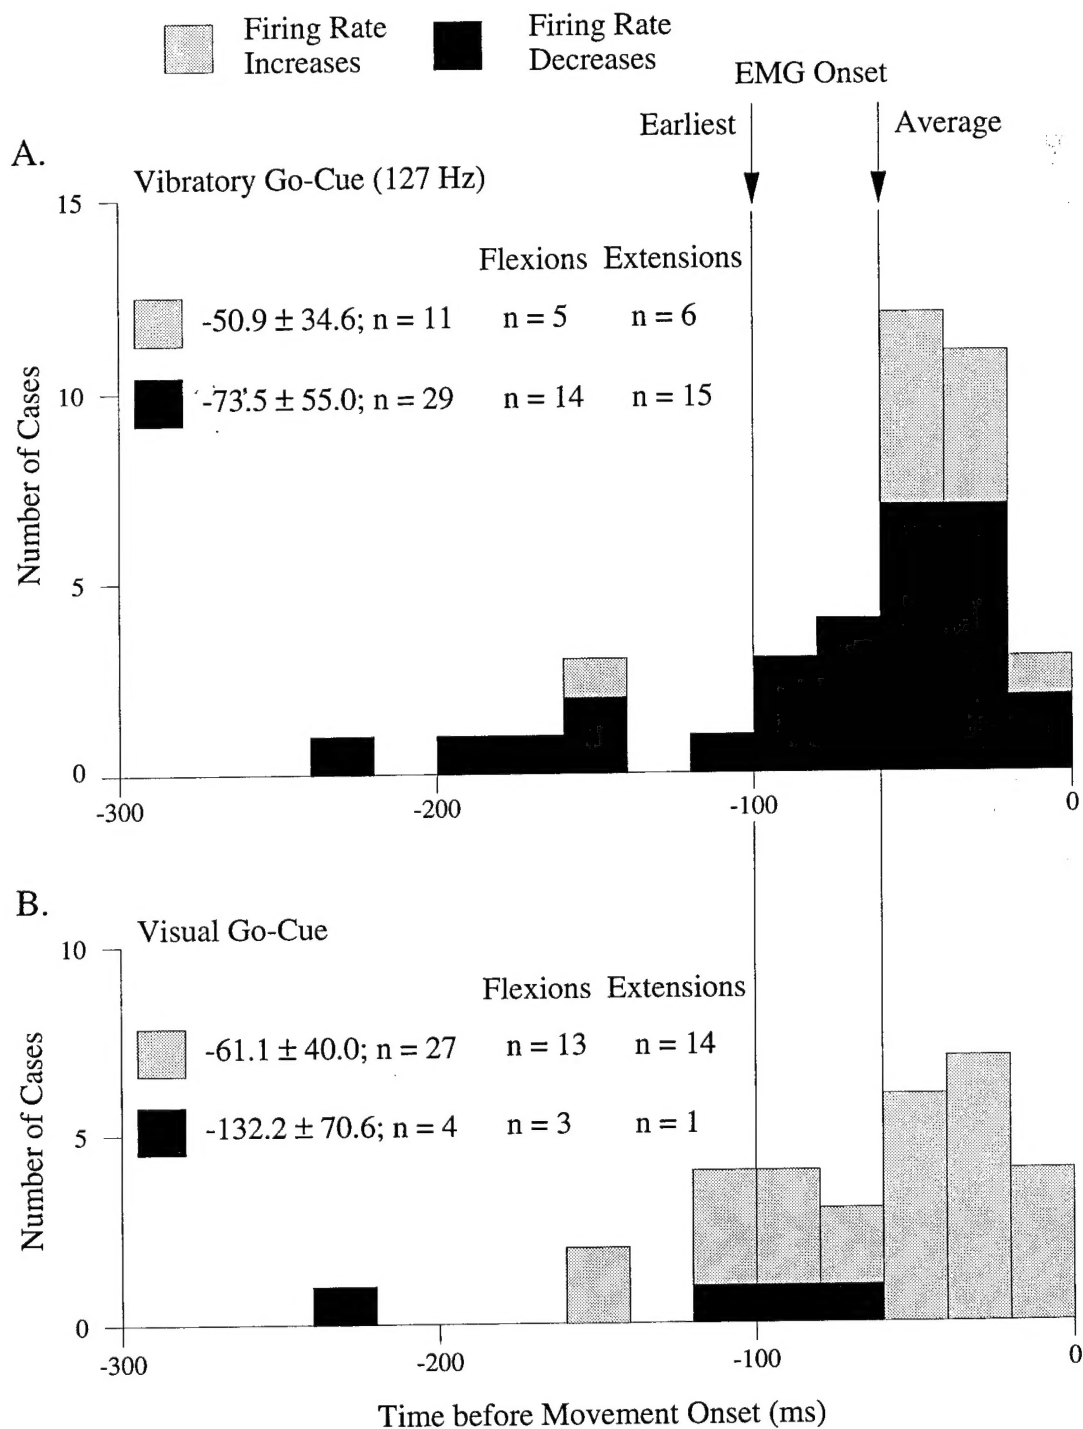 Firing Rate Increases
Firing Rate Decreases
EMG Onset
Earliest
Average
A.
Vibratory Go-Cue (127 Hz)
15
Flexions Extensions
-50.9 ± 34.6; n = 11 n = 5 n = 6
10
-73.5 ± 55.0; n = 29 n = 14 n = 15
Number of Cases
5
0
-300 -200 -100 0
B.
Visual Go-Cue
10
Flexions Extensions
-61.1 ± 40.0; n = 27 n = 13 n = 14
-132.2 ± 70.6; n = 4 n = 3 n = 1
Number of Cases
5
0
-300 -200 -100 0
Time before Movement Onset (ms)